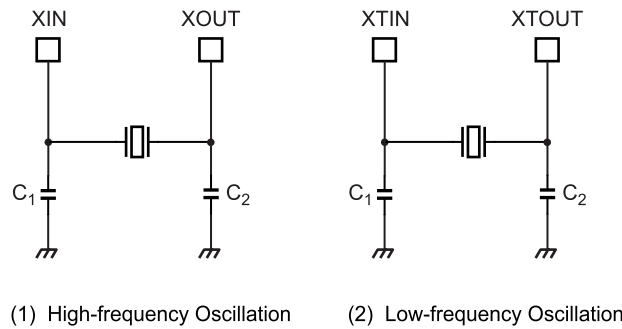 XIN XOUT XTIN XTOUT
C1 C2 C1 C2
(1) High-frequency Oscillation (2) Low-frequency Oscillation